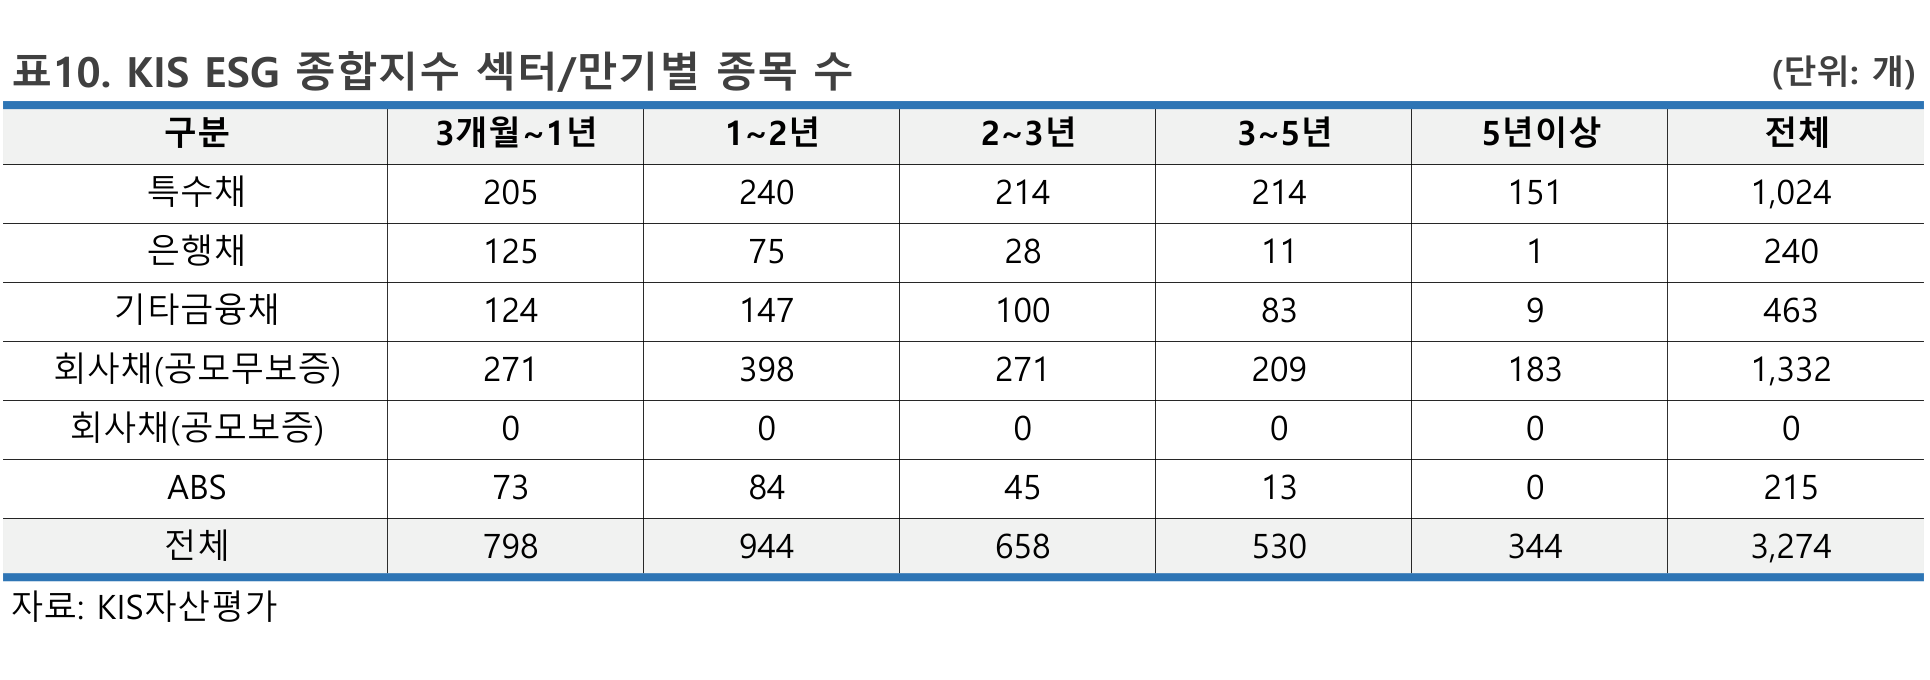 표10. KIS ESG 종합지수 섹터/만기별 종목 수 (단위: 개)
구분 3개월~1년 1~2년 2~3년 3~5년 5년이상 전체
특수채 205 240 214 214 151 1,024
은행채 125 75 28 11 1 240
기타금융채 124 147 100 83 9 463
회사채(공모무보증) 271 398 271 209 183 1,332
회사채(공모보증) 0 0 0 0 0 0
ABS 73 84 45 13 0 215
전체 798 944 658 530 344 3,274
자료: KIS자산평가